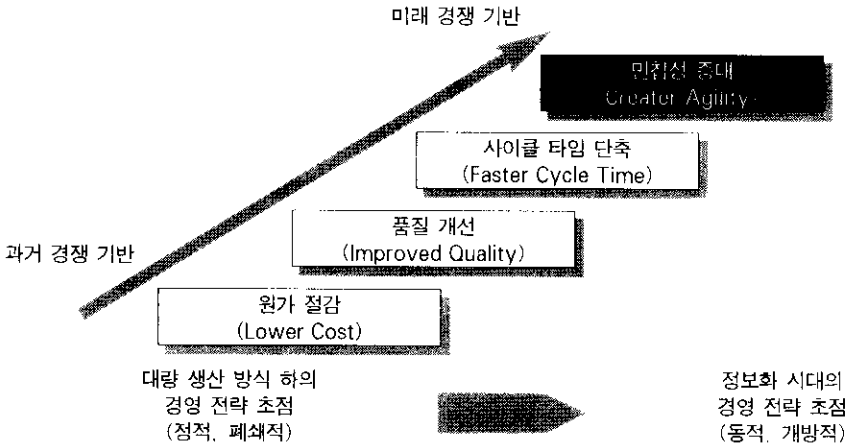 미래 경쟁 기반
민첩성 증대
Greater Agility
사이클 타임 단축
(Faster Cycle Time)
품질 개선
(Improved Quality)
과거 경쟁 기반
원가 절감
(Lower Cost)
대량 생산 방식 하의
경영 전략 초점
(정적, 폐쇄적)
정보화 시대의
경영 전략 초점
(동적, 개방적)